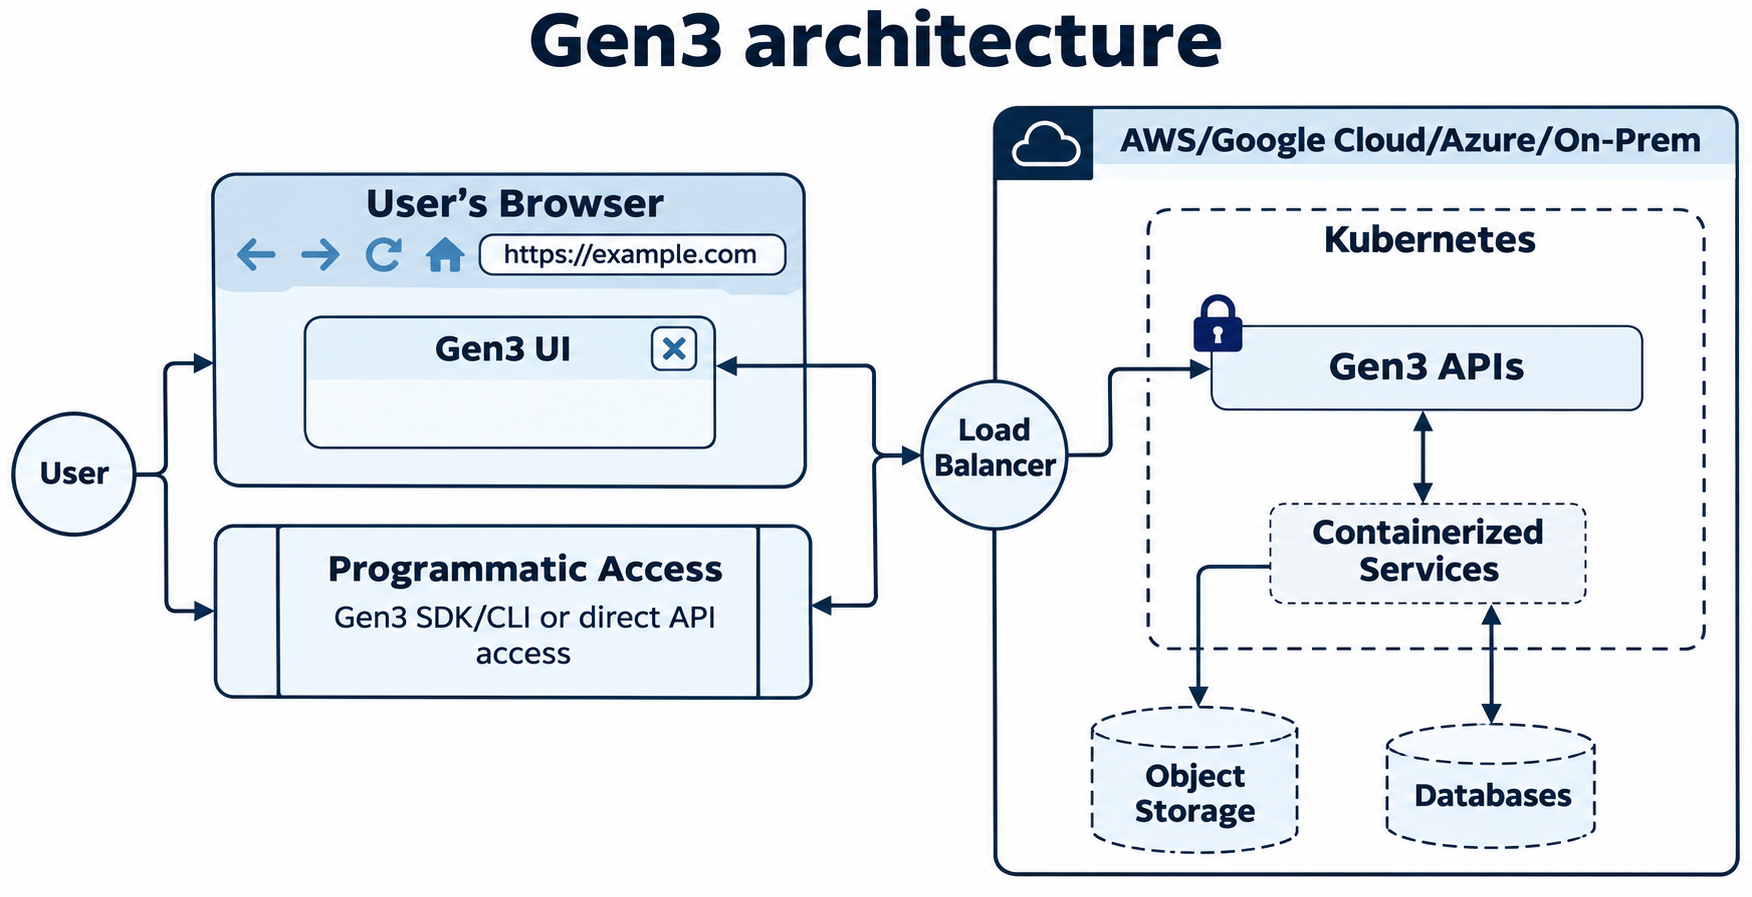 Gen3 architecture
AWS/Google Cloud/Azure/On-Prem
User's Browser
https://example.com
Kubernetes
Gen3 UI
Gen3 APIs
Load
Balancer
User
Containerized
Services
Programmatic Access
Gen3 SDK/CLI or direct API
access
Object
Storage
Databases